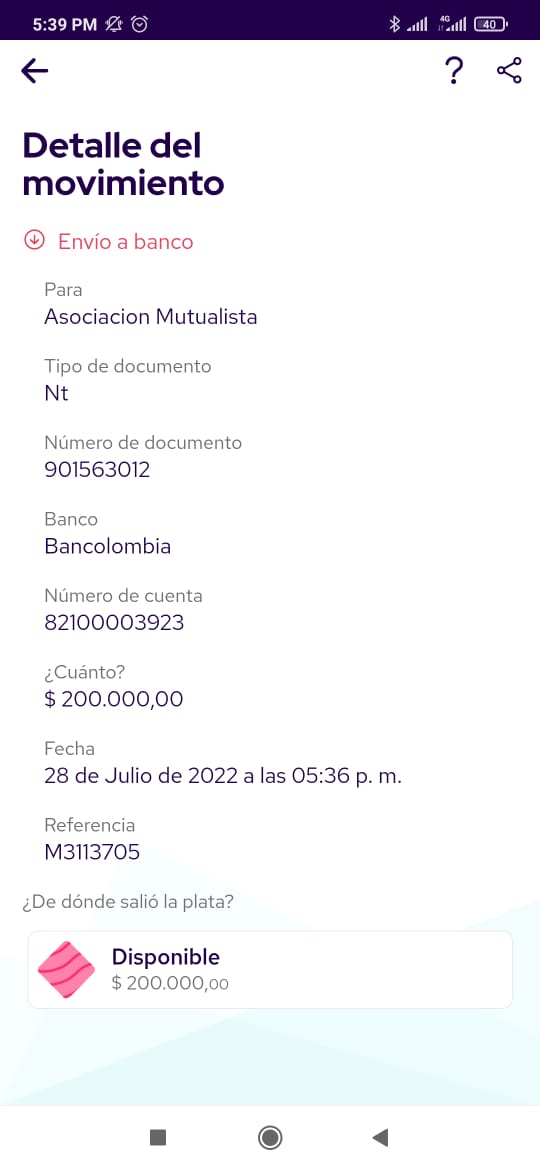 5:39 PM
4G
40
Detalle del
movimiento
Envío a banco
Para
Asociacion Mutualista
Tipo de documento
Nt
Número de documento
901563012
Banco
Bancolombia
Número de cuenta
82100003923
¿Cuánto?
$ 200.000,00
Fecha
28 de Julio de 2022 a las 05:36 p. m.
Referencia
M3113705
¿De dónde salió la plata?
Disponible
$ 200.000,00